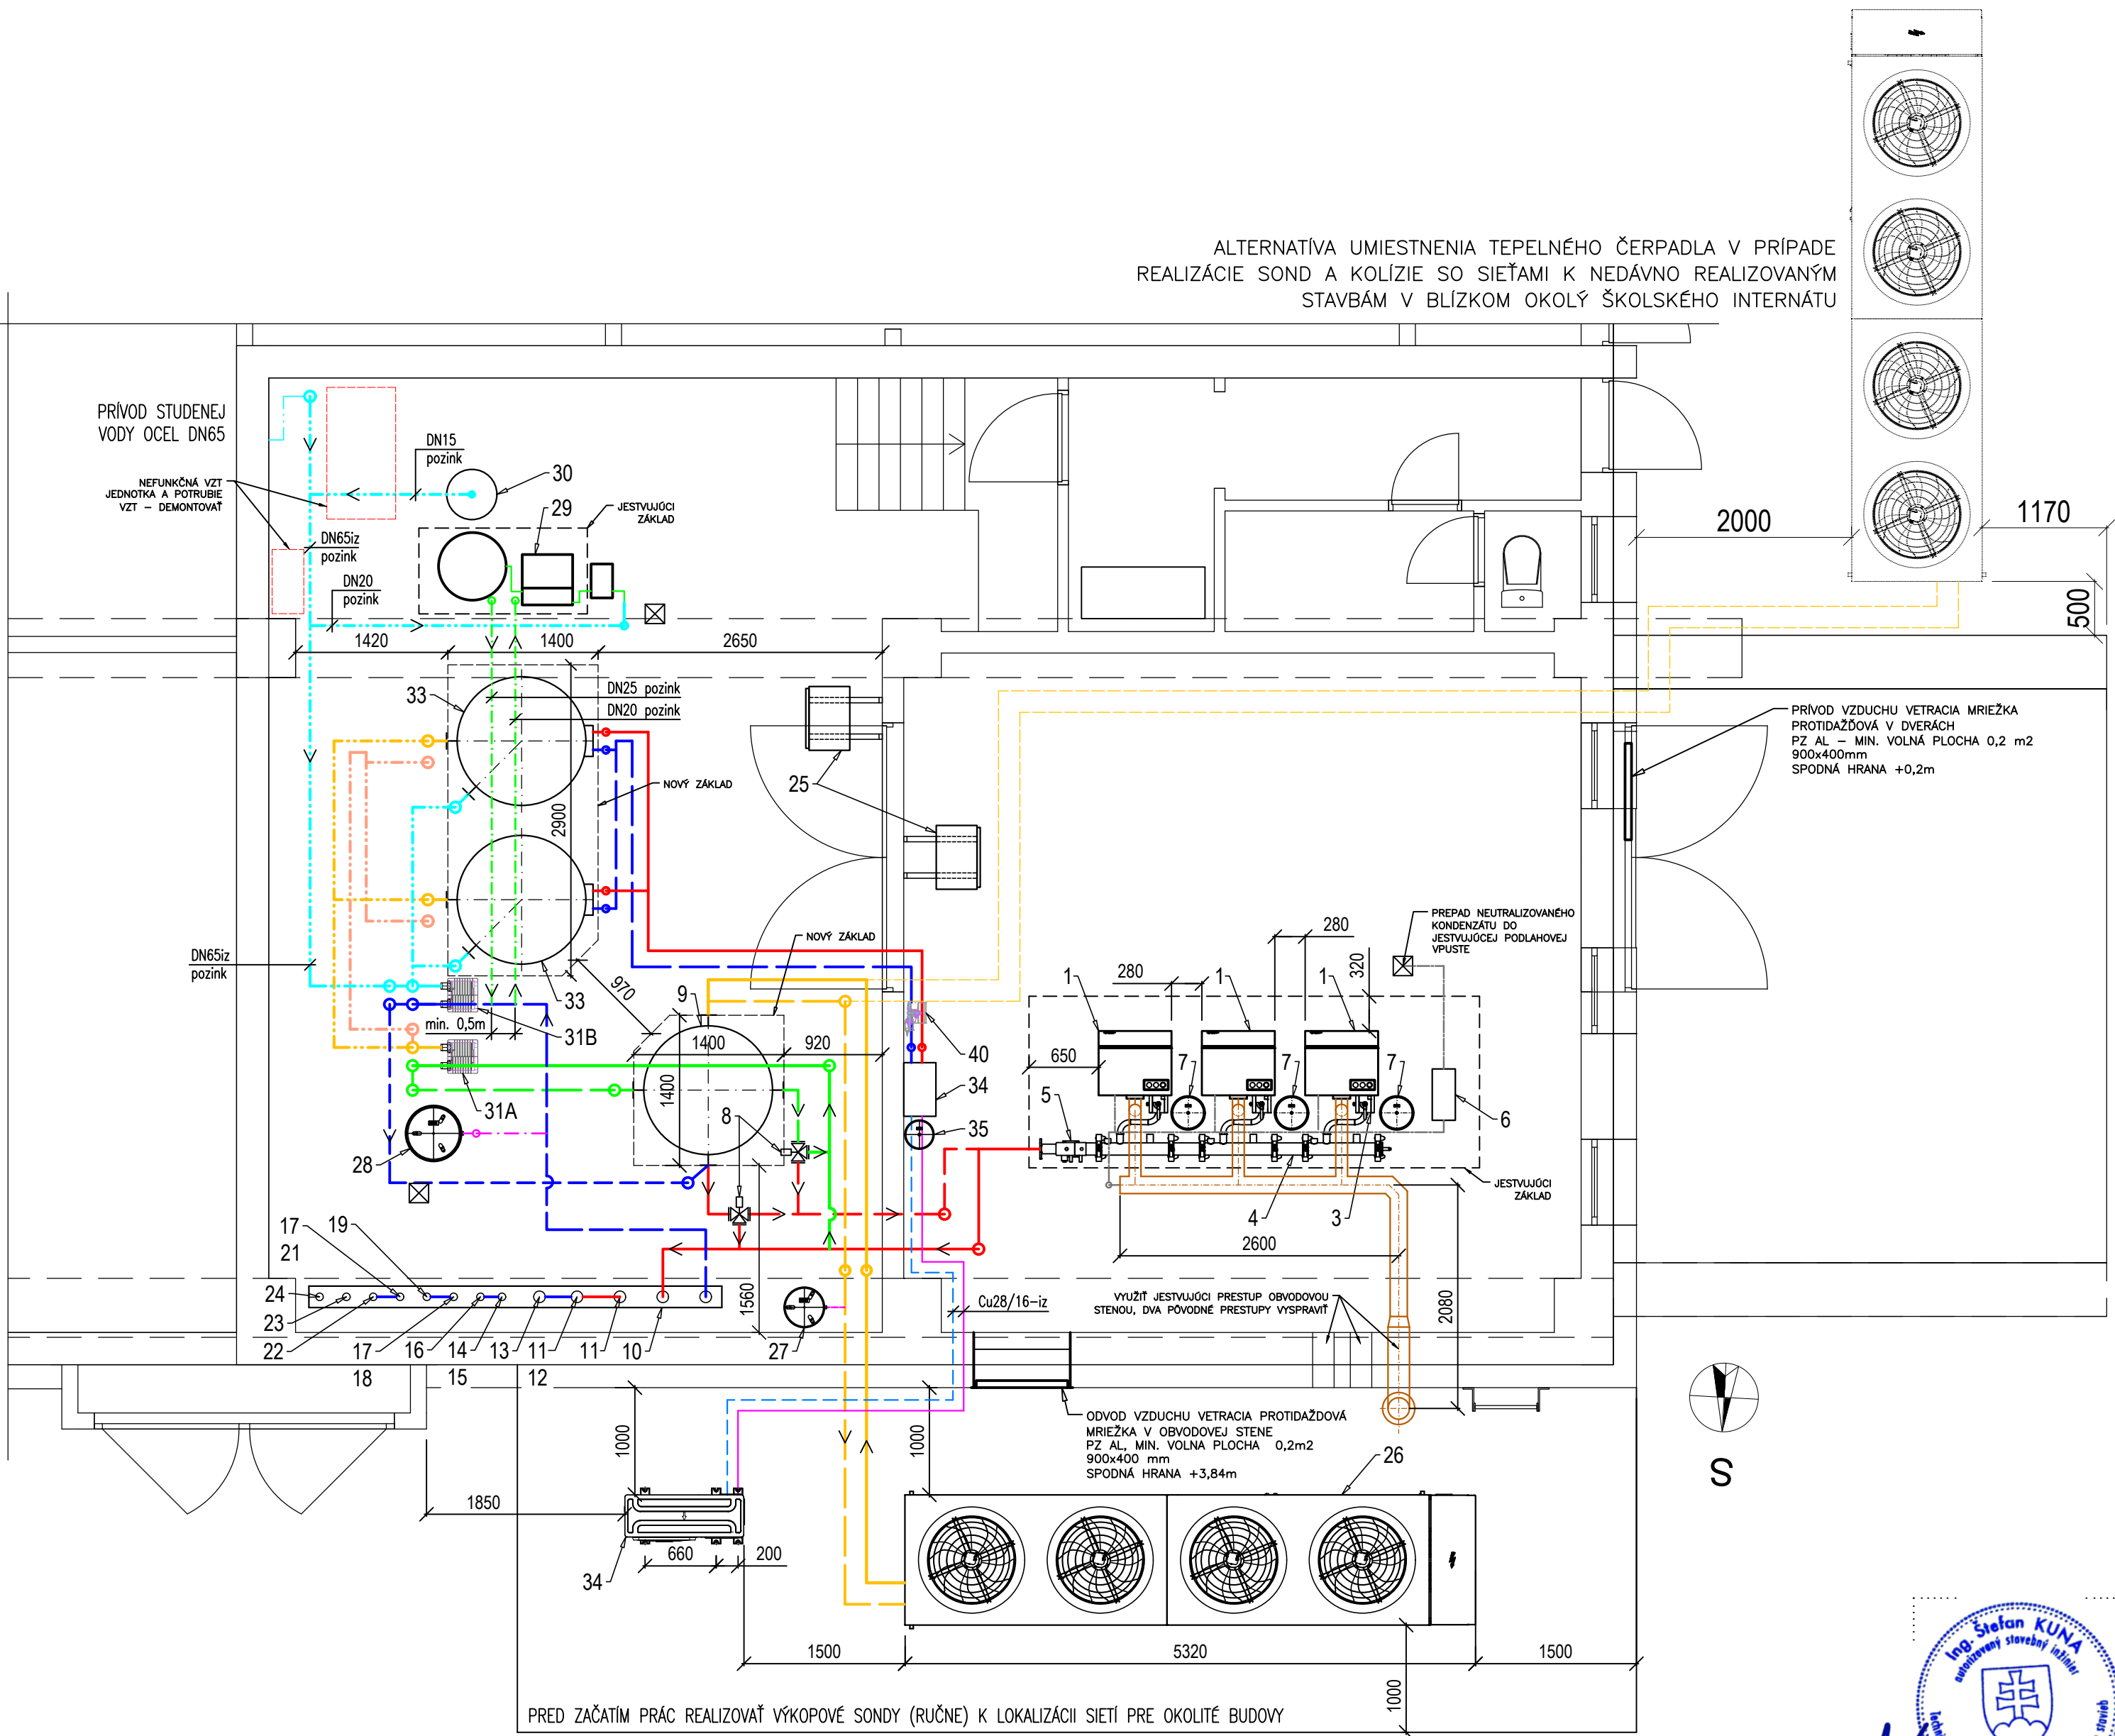 ALTERNATÍVA UMIESTNENIA TEPELNÉHO ČERPADLA V PRÍPADE
REALIZÁCIE SOND A KOLÍZIE SO SIEŤAMI K NEDÁVNO REALIZOVANÝM
STAVBÁM V BLÍZKOM OKOLÝ ŠKOLSKÉHO INTERNÁTU
PRÍVOD STUDENEJ
VODY OCEL DN65
NEFUNKČNÁ VZT
JEDNOTKA A POTRUBIE
VZT – DEMONTOVAŤ
DN15
pozink
30
29
JESTVUJÚCI
ZÁKLAD
DN65iz
pozink
DN20
pozink
2000
1170
500
1420
1400
2650
33
DN25 pozink
DN20 pozink
NOVÝ ZÁKLAD
2900
25
PRÍVOD VZDUCHU VETRACIA MRIEŽKA
PROTIDAŽĎOVÁ V DVERÁCH
PZ AL – MIN. VOLNÁ PLOCHA 0,2 m2
900x400mm
SPODNÁ HRANA +0,2m
DN65iz
pozink
33
970
NOVÝ ZÁKLAD
9
PREPAD NEUTRALIZOVANÉHO
KONDENZÁTU DO
JESTVUJÚCEJ PODLAHOVEJ
VPUSTE
280
280
320
1
1
1
min. 0,5m
31B
1400
920
1400
40
34
35
650
7
7
7
5
6
31A
8
28
JESTVUJÚCI
ZÁKLAD
4
3
2600
17
19
21
24
23
22
17
16
14
13
11
11
10
18
15
12
1560
27
Cu28/16–iz
VYUŽIŤ JESTVUJÚCI PRESTUP OBVODOVOU
STENOU, DVA PÔVODNÉ PRESTUPY VYSPRAVIŤ
2080
1000
1000
ODVOD VZDUCHU VETRACIA PROTIDAŽDOVÁ
MRIEŽKA V OBVODOVEJ STENE
PZ AL, MIN. VOLNA PLOCHA 0,2m2
900x400 mm
SPODNÁ HRANA +3,84m
26
S
1850
660
200
34
1500
5320
1500
1000
PRED ZAČATÍM PRÁC REALIZOVAŤ VÝKOPOVÉ SONDY (RUČNE) K LOKALIZÁCII SIETÍ PRE OKOLITÉ BUDOVY
Ing. Štefan KUNA
autorizovaný stavebný inžinier